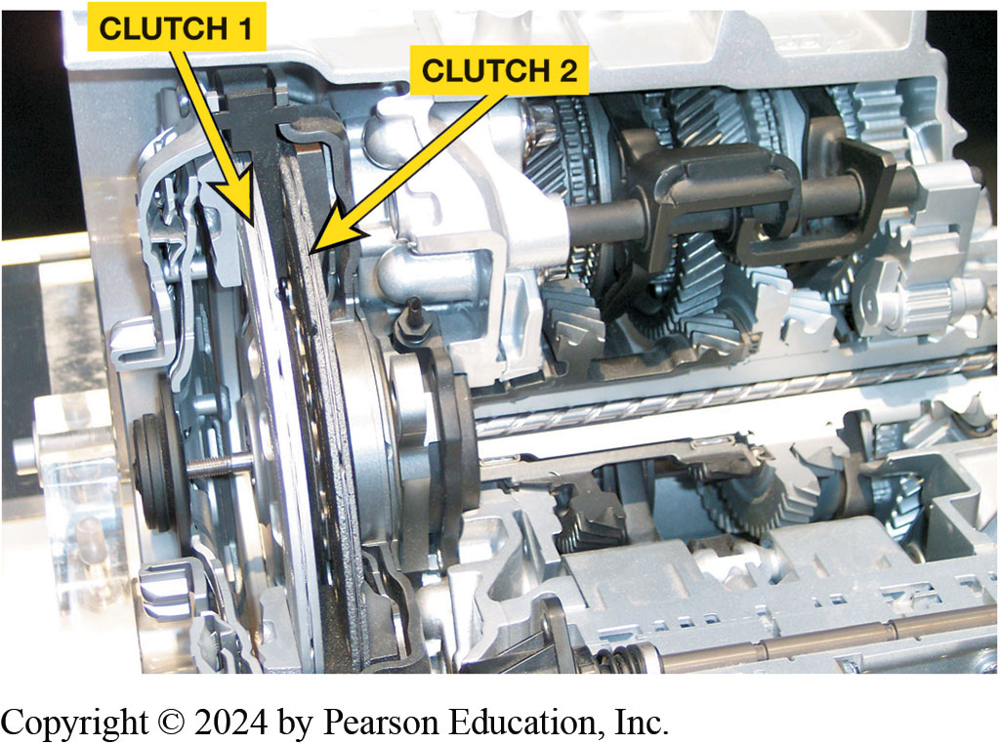 CLUTCH 1
CLUTCH 2
Copyright © 2024 by Pearson Education, Inc.